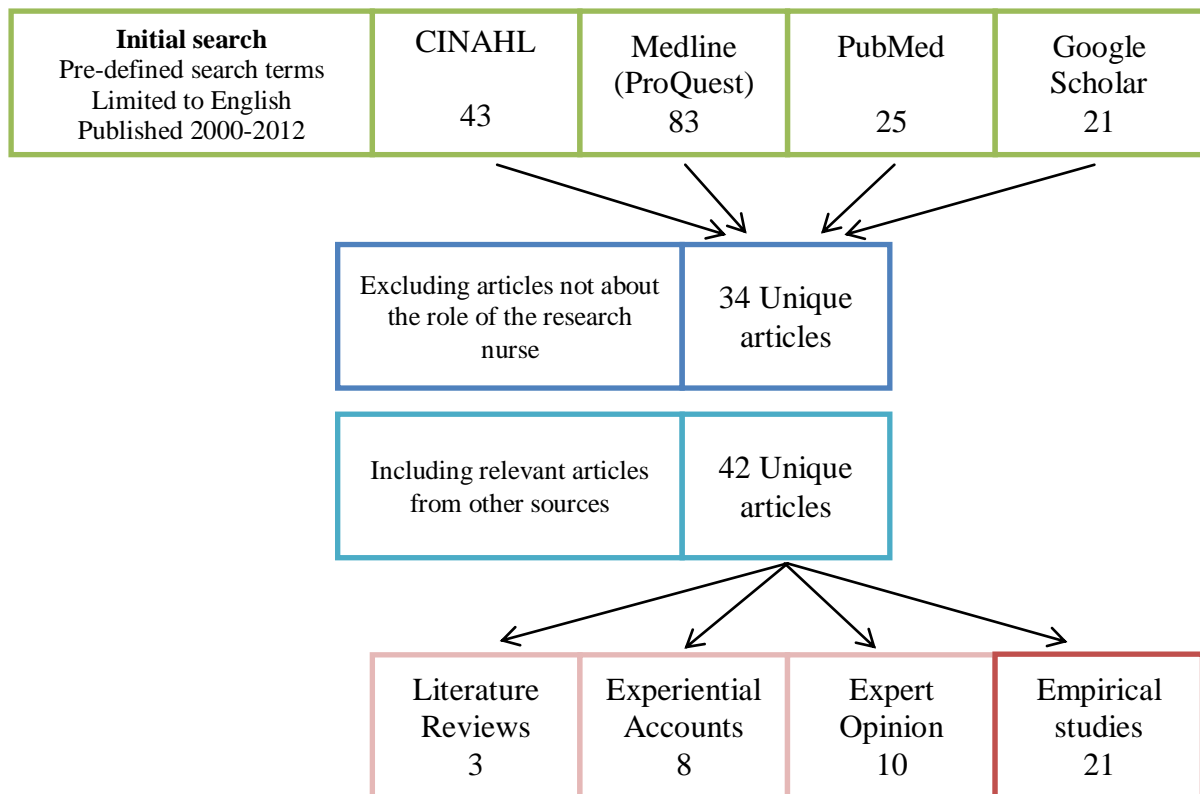 Initial search
Pre-defined search terms
Limited to English
Published 2000-2012
CINAHL
43
Medline
(ProQuest)
83
PubMed
25
Google
Scholar
21
Excluding articles not about
the role of the research
nurse
34 Unique
articles
Including relevant articles
from other sources
42 Unique
articles
Literature
Reviews
3
Experiential
Accounts
8
Expert
Opinion
10
Empirical
studies
21